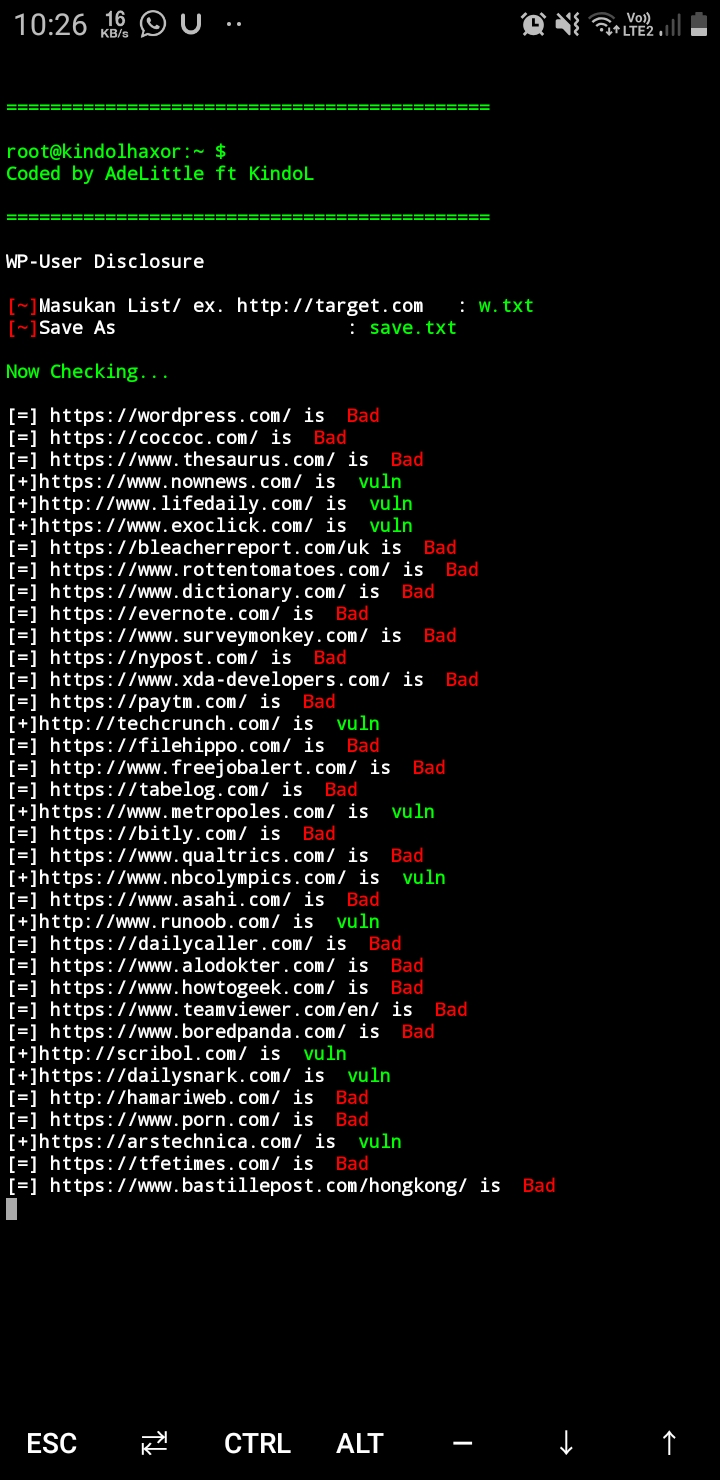 10:26 16 KB/s Vo)) LTE2
============================================
root@kindolhaxor:~ $
Coded by AdeLittle ft KindoL
============================================
WP-User Disclosure
[~]Masukan List/ ex. http://target.com : w.txt
[~]Save As : save.txt
Now Checking...
[=] https://wordpress.com/ is Bad
[=] https://coccoc.com/ is Bad
[=] https://www.thesaurus.com/ is Bad
[+]https://www.nownews.com/ is vuln
[+]http://www.lifedaily.com/ is vuln
[+]https://www.exoclick.com/ is vuln
[=] https://bleacherreport.com/uk is Bad
[=] https://www.rottentomatoes.com/ is Bad
[=] https://www.dictionary.com/ is Bad
[=] https://evernote.com/ is Bad
[=] https://www.surveymonkey.com/ is Bad
[=] https://nypost.com/ is Bad
[=] https://www.xda-developers.com/ is Bad
[=] https://paytm.com/ is Bad
[+]http://techcrunch.com/ is vuln
[=] https://filehippo.com/ is Bad
[=] http://www.freejobalert.com/ is Bad
[=] https://tabelog.com/ is Bad
[+]https://www.metropoles.com/ is vuln
[=] https://bitly.com/ is Bad
[=] https://www.qualtrics.com/ is Bad
[+]https://www.nbcolympics.com/ is vuln
[=] https://www.asahi.com/ is Bad
[+]http://www.runoob.com/ is vuln
[=] https://dailycaller.com/ is Bad
[=] https://www.alodokter.com/ is Bad
[=] https://www.howtogeek.com/ is Bad
[=] https://www.teamviewer.com/en/ is Bad
[=] https://www.boredpanda.com/ is Bad
[+]http://scribol.com/ is vuln
[+]https://dailysnark.com/ is vuln
[=] http://hamariweb.com/ is Bad
[=] https://www.porn.com/ is Bad
[+]https://arstechnica.com/ is vuln
[=] https://tfetimes.com/ is Bad
[=] https://www.bastillepost.com/hongkong/ is Bad
ESC CTRL ALT — ↓ ↑